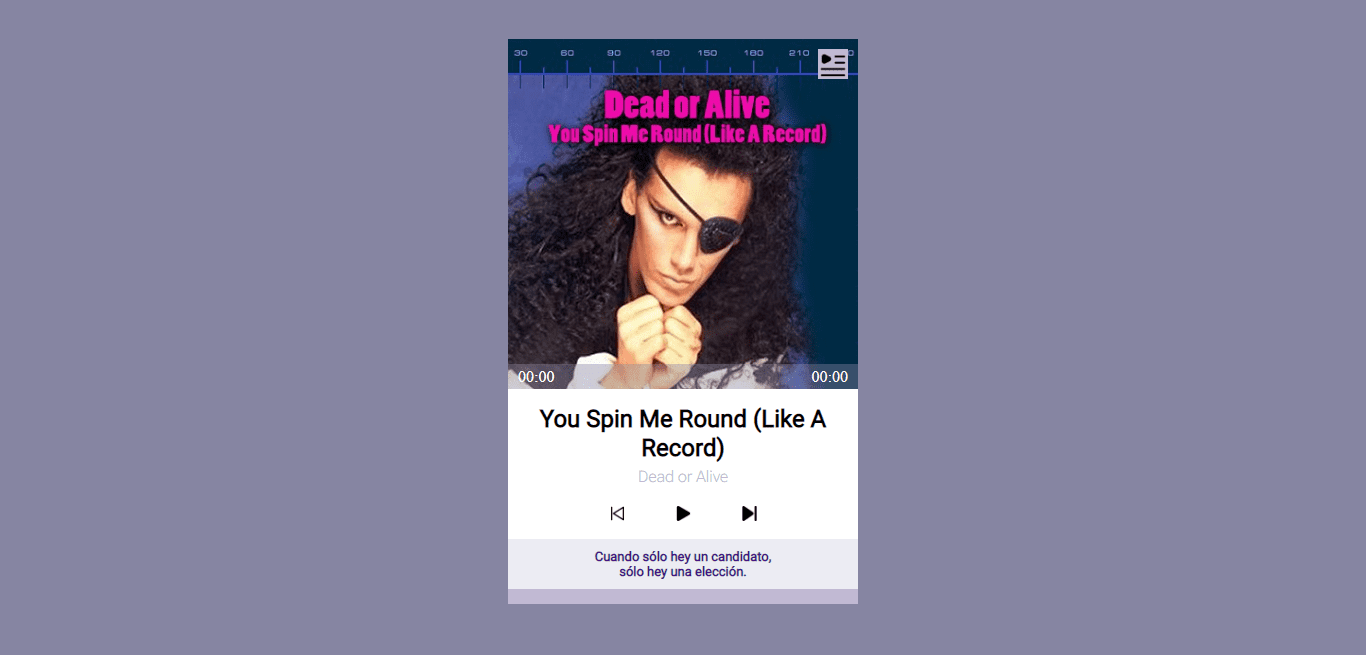 30 60 90 120 150 180 210
Dead or Alive
You Spin Me Round (Like A Record)
00:00 00:00
You Spin Me Round (Like A
Record)
Dead or Alive
Cuando sólo hey un candidato,
sólo hey una elección.